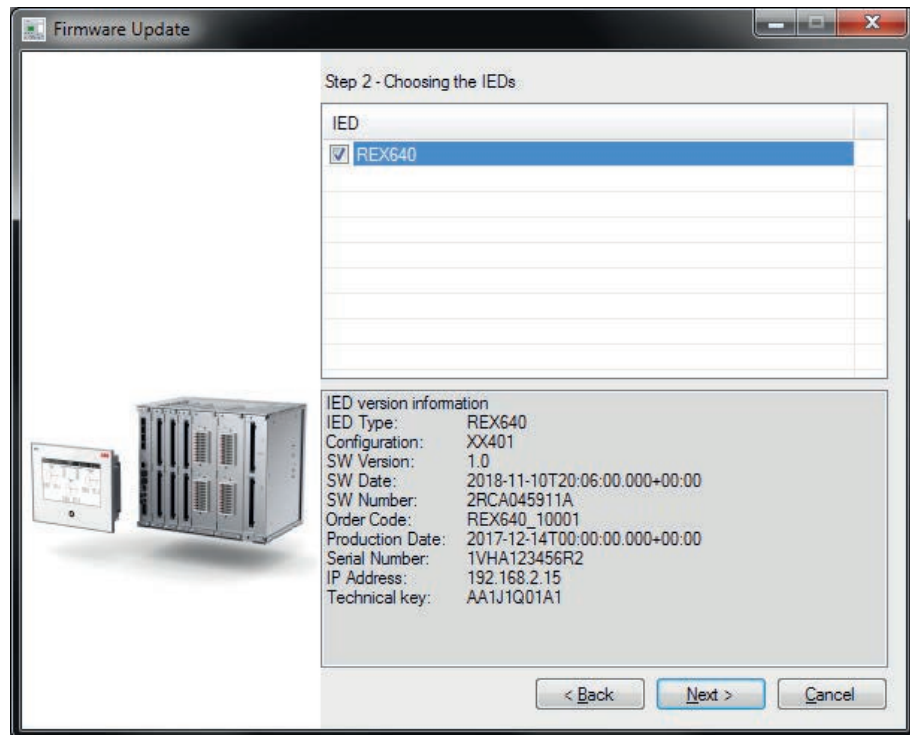 Firmware Update
Step 2 - Choosing the IEDs
IED
REX640
IED version information
IED Type: REX640
Configuration: XX401
SW Version: 1.0
SW Date: 2018-11-10T20:06:00.000+00:00
SW Number: 2RCA045911A
Order Code: REX640_10001
Production Date: 2017-12-14T00:00:00.000+00:00
Serial Number: 1VHA123456R2
IP Address: 192.168.2.15
Technical key: AA1J1Q01A1
ABB
< Back Next > Cancel